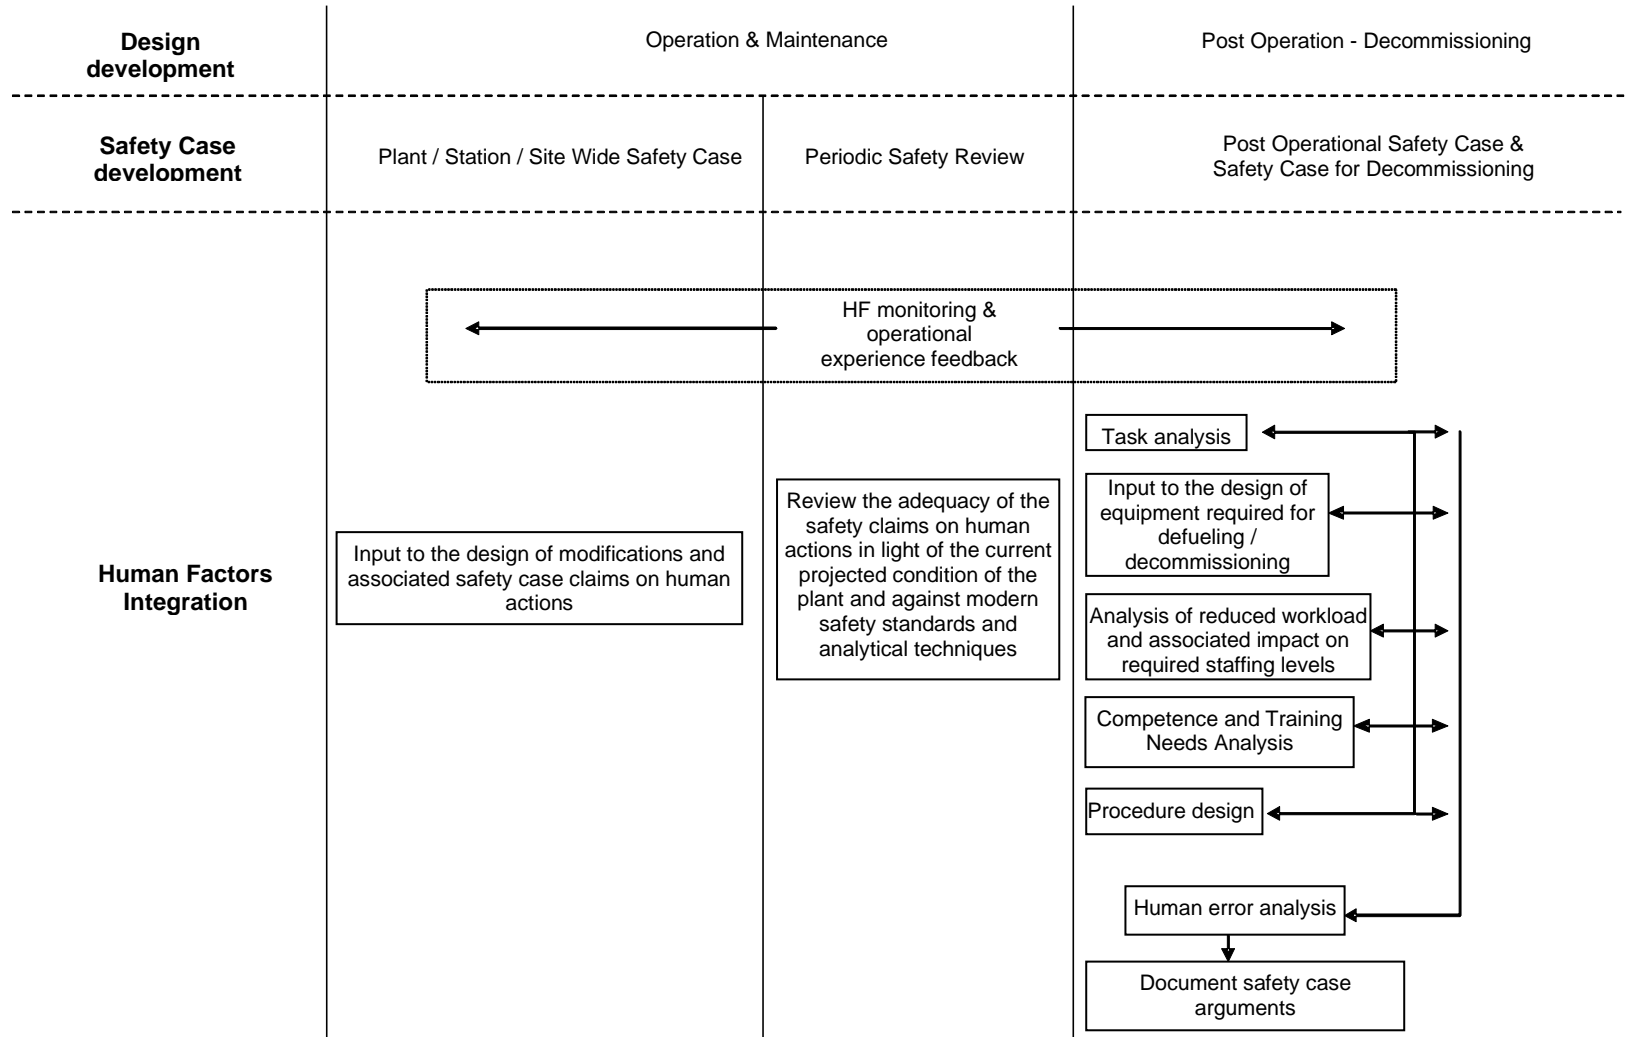 Design
development
Operation & Maintenance
Post Operation - Decommissioning
Safety Case
development
Plant / Station / Site Wide Safety Case
Periodic Safety Review
Post Operational Safety Case &
Safety Case for Decommissioning
HF monitoring &
operational
experience feedback
Human Factors
Integration
Input to the design of modifications and
associated safety case claims on human
actions
Review the adequacy of the
safety claims on human
actions in light of the current
projected condition of the
plant and against modern
safety standards and
analytical techniques
Task analysis
Input to the design of
equipment required for
defueling /
decommissioning
Analysis of reduced workload
and associated impact on
required staffing levels
Competence and Training
Needs Analysis
Procedure design
Human error analysis
Document safety case
arguments